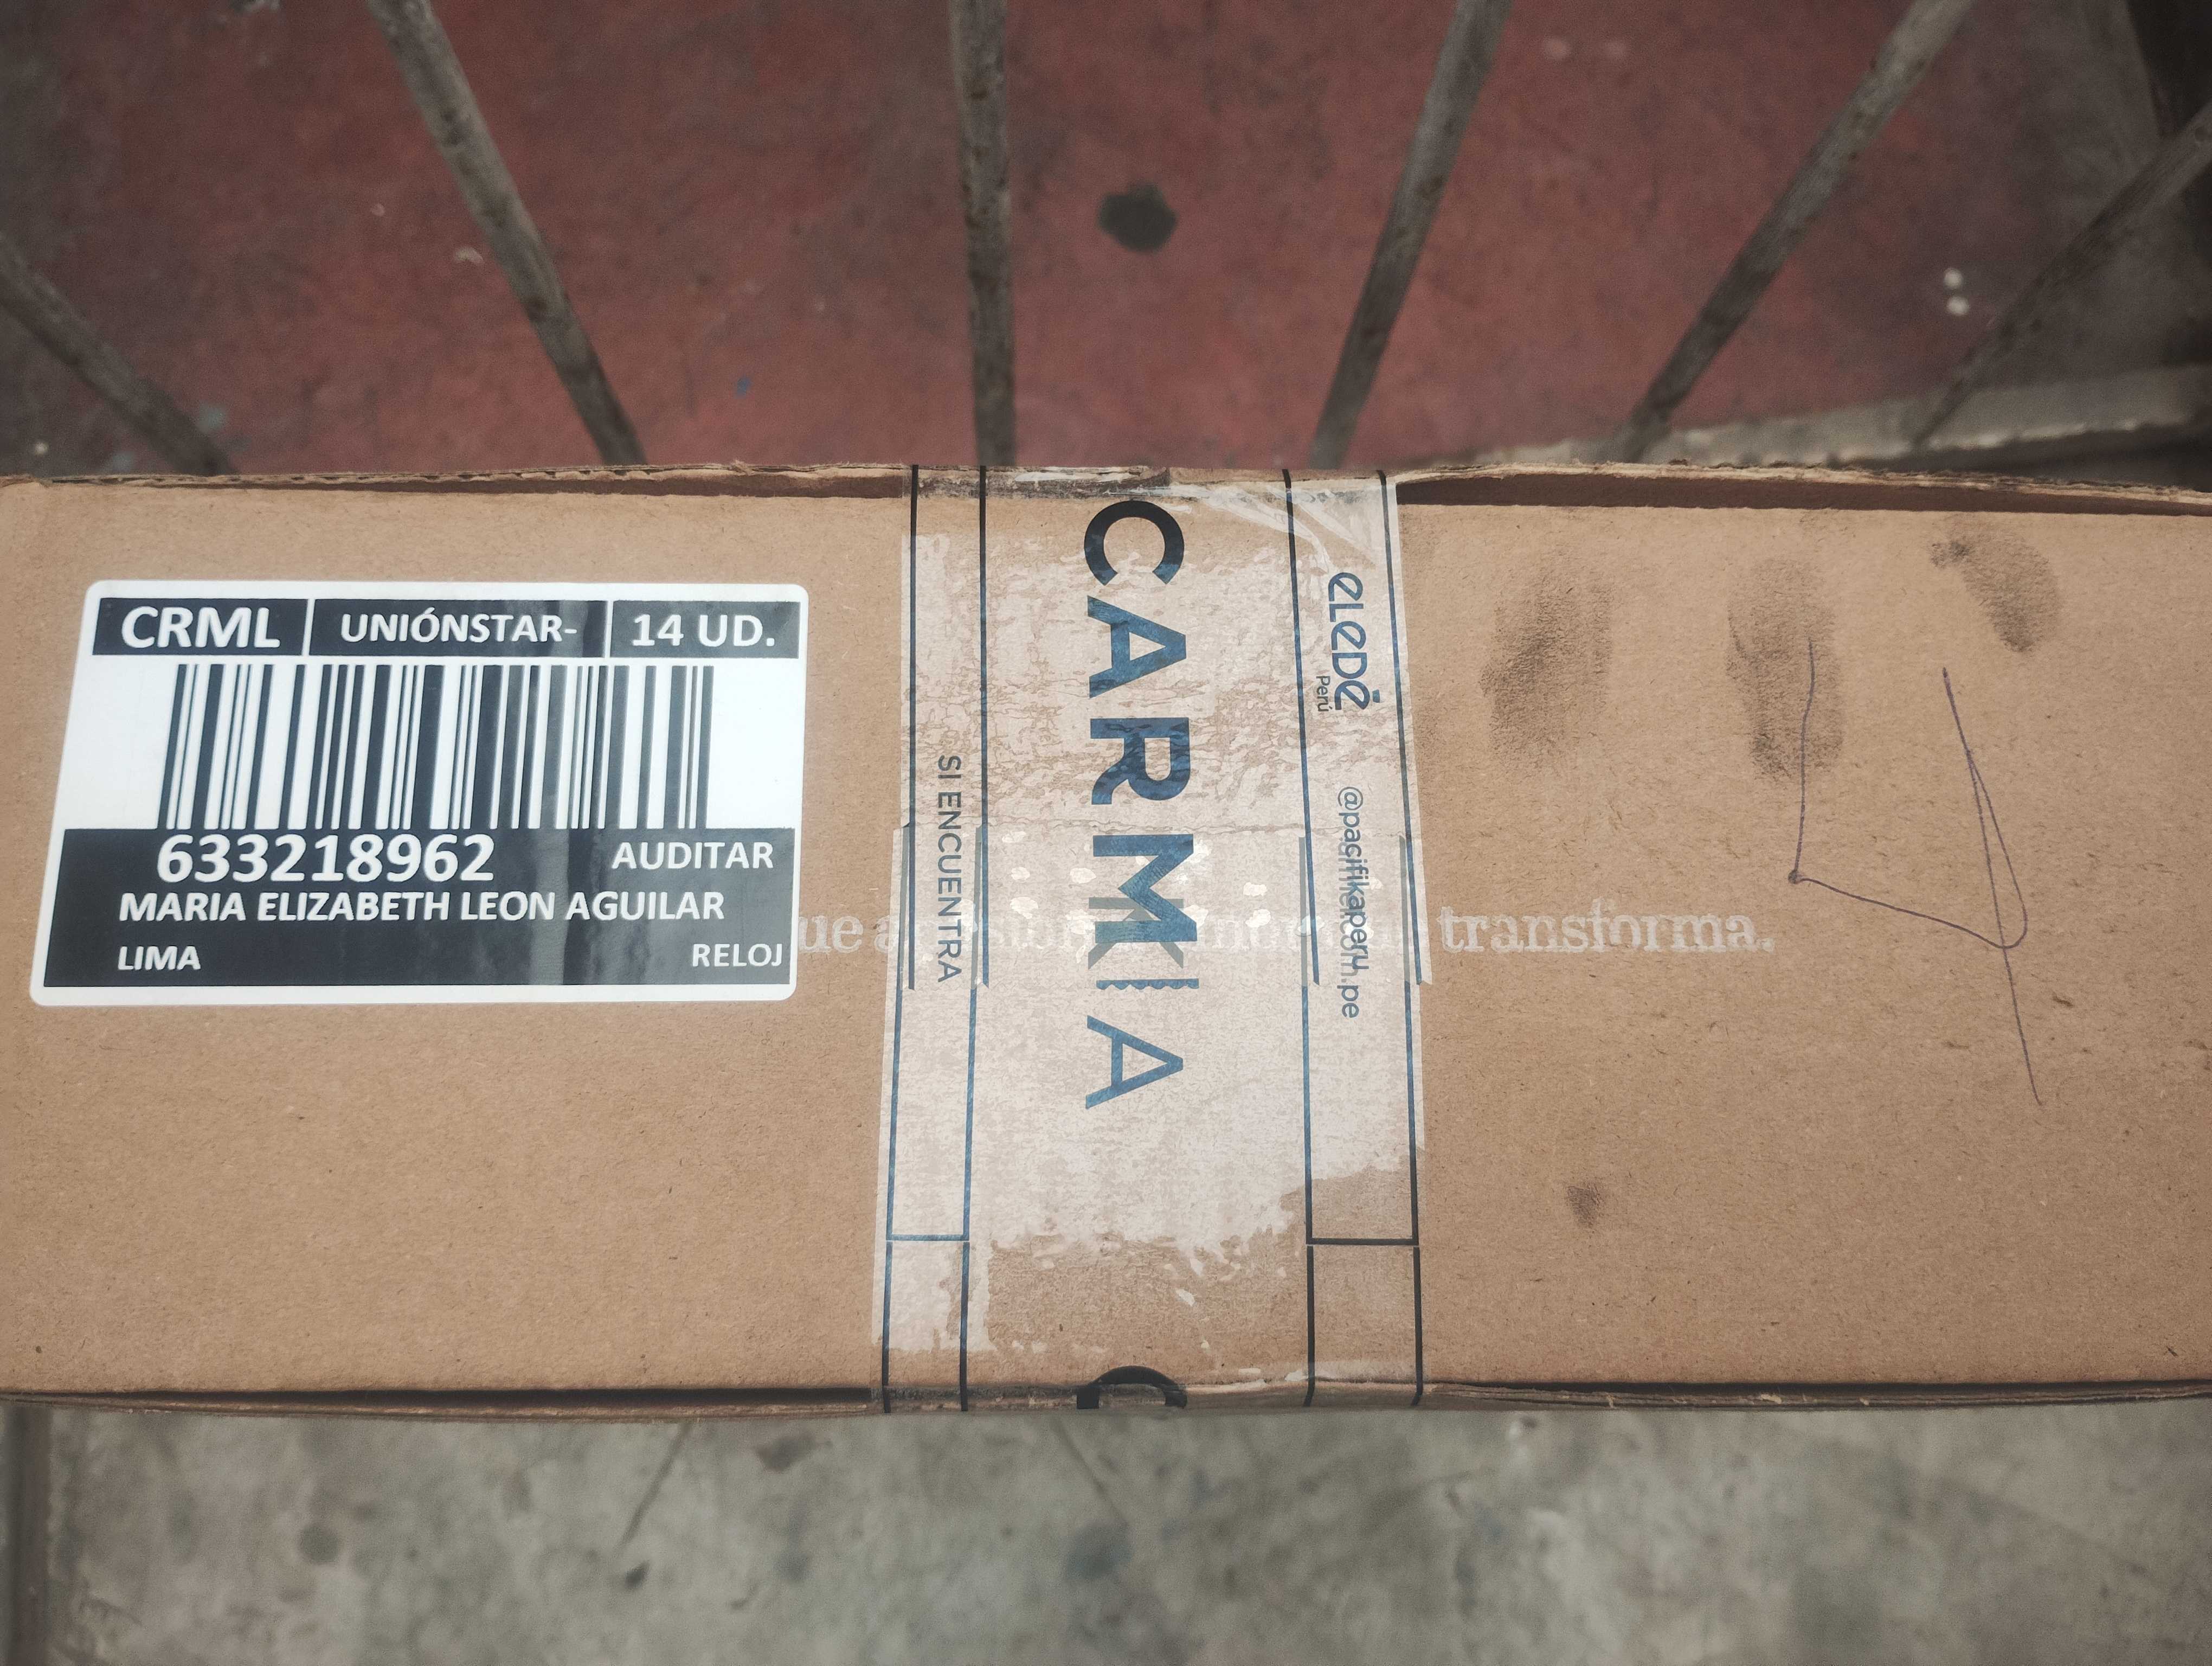 CRML UNIÓNSTAR- 14 UD.
633218962 AUDITAR
MARIA ELIZABETH LEON AGUILAR
LIMA RELOJ
SI ENCUENTRA
CARM
A
eLeDé
Perú
@pacifikaperu
.pe
transforma.
C